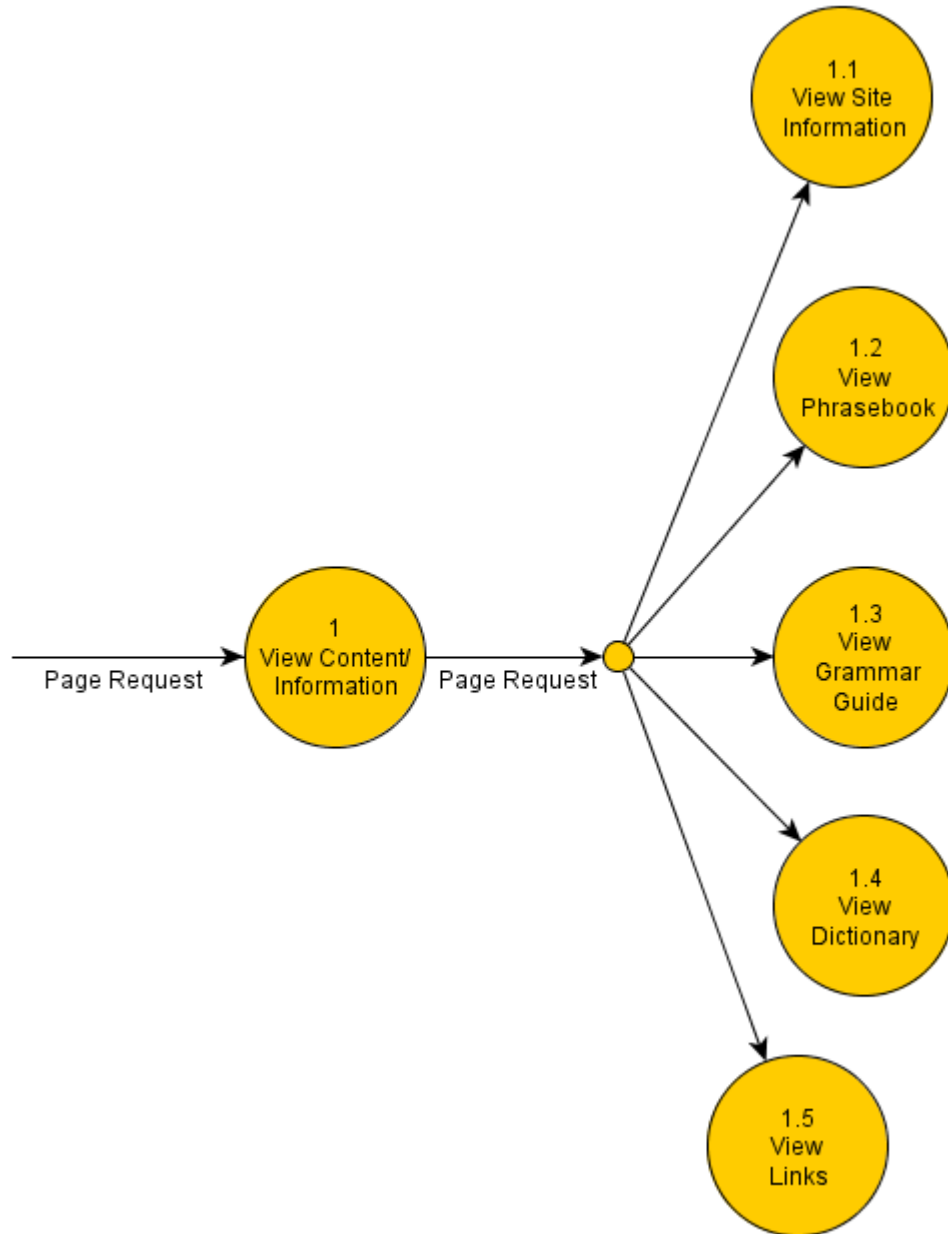 1.1
View Site
Information
1.2
View
Phrasebook
1
View Content/
Information
Page Request
Page Request
1.3
View
Grammar
Guide
1.4
View
Dictionary
1.5
View
Links